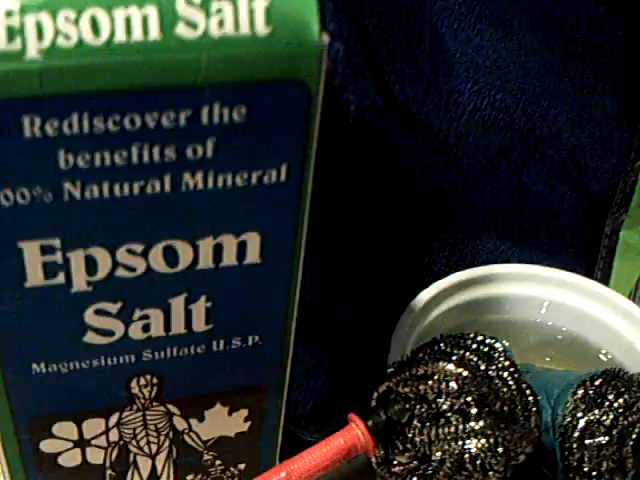 Epsom Salt
Rediscover the
benefits of
00% Natural Mineral
Epsom
Salt
Magnesium Sulfate U.S.P.